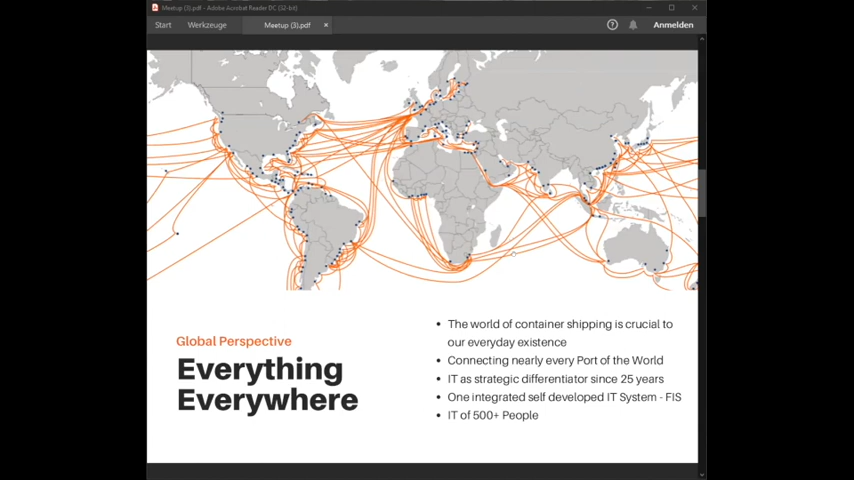 Meetup (3).pdf - Adobe Acrobat Reader DC (32-bit)
Start Werkzeuge Meetup (3).pdf × Anmelden
Global Perspective
Everything
Everywhere
• The world of container shipping is crucial to
our everyday existence
• Connecting nearly every Port of the World
• IT as strategic differentiator since 25 years
• One integrated self developed IT System - FIS
• IT of 500+ People